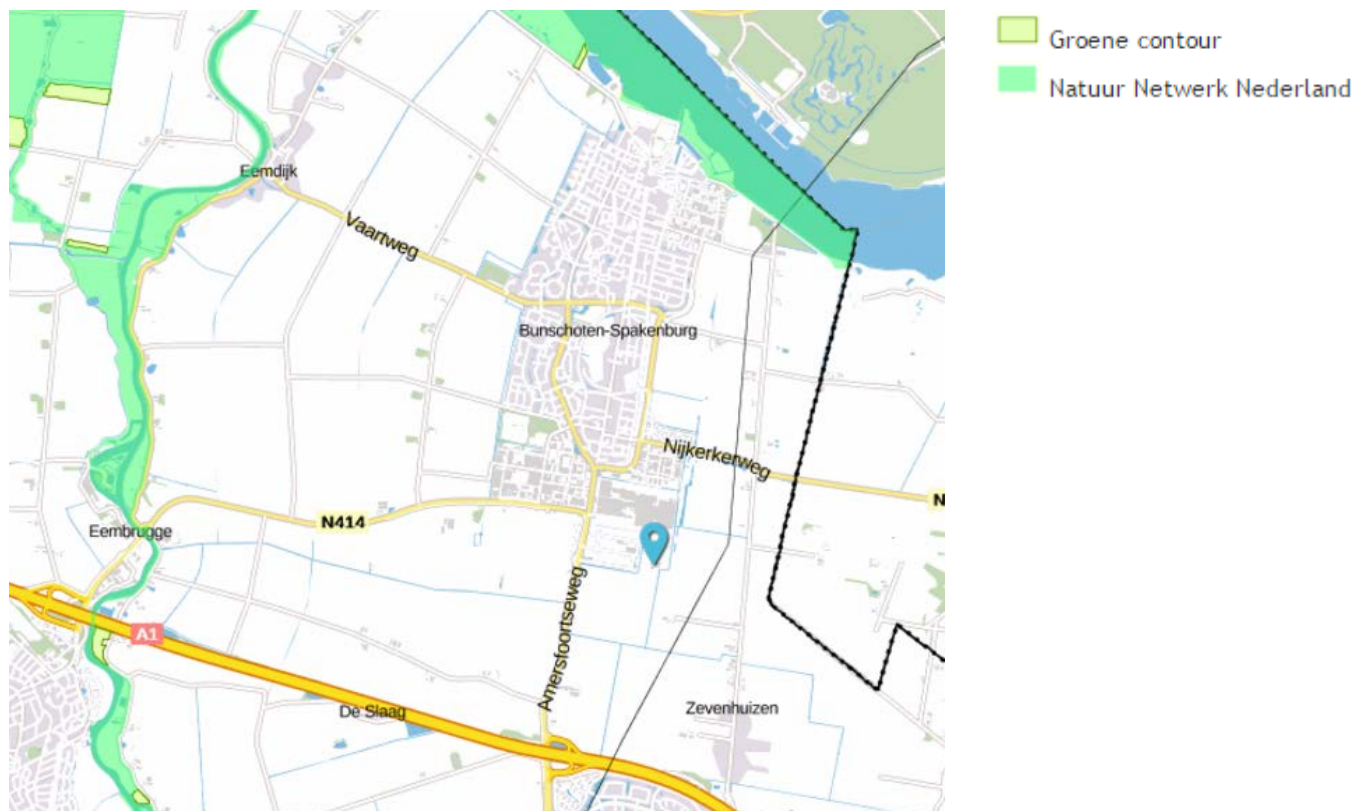 Groene contour
Natuur Netwerk Nederland
Eemdijk
Vaartweg
Bunschoten-Spakenburg
Nijkerkerweg
N
N414
Eembrugge
Amersfoortseweg
A1
De Slaag
Zevenhuizen